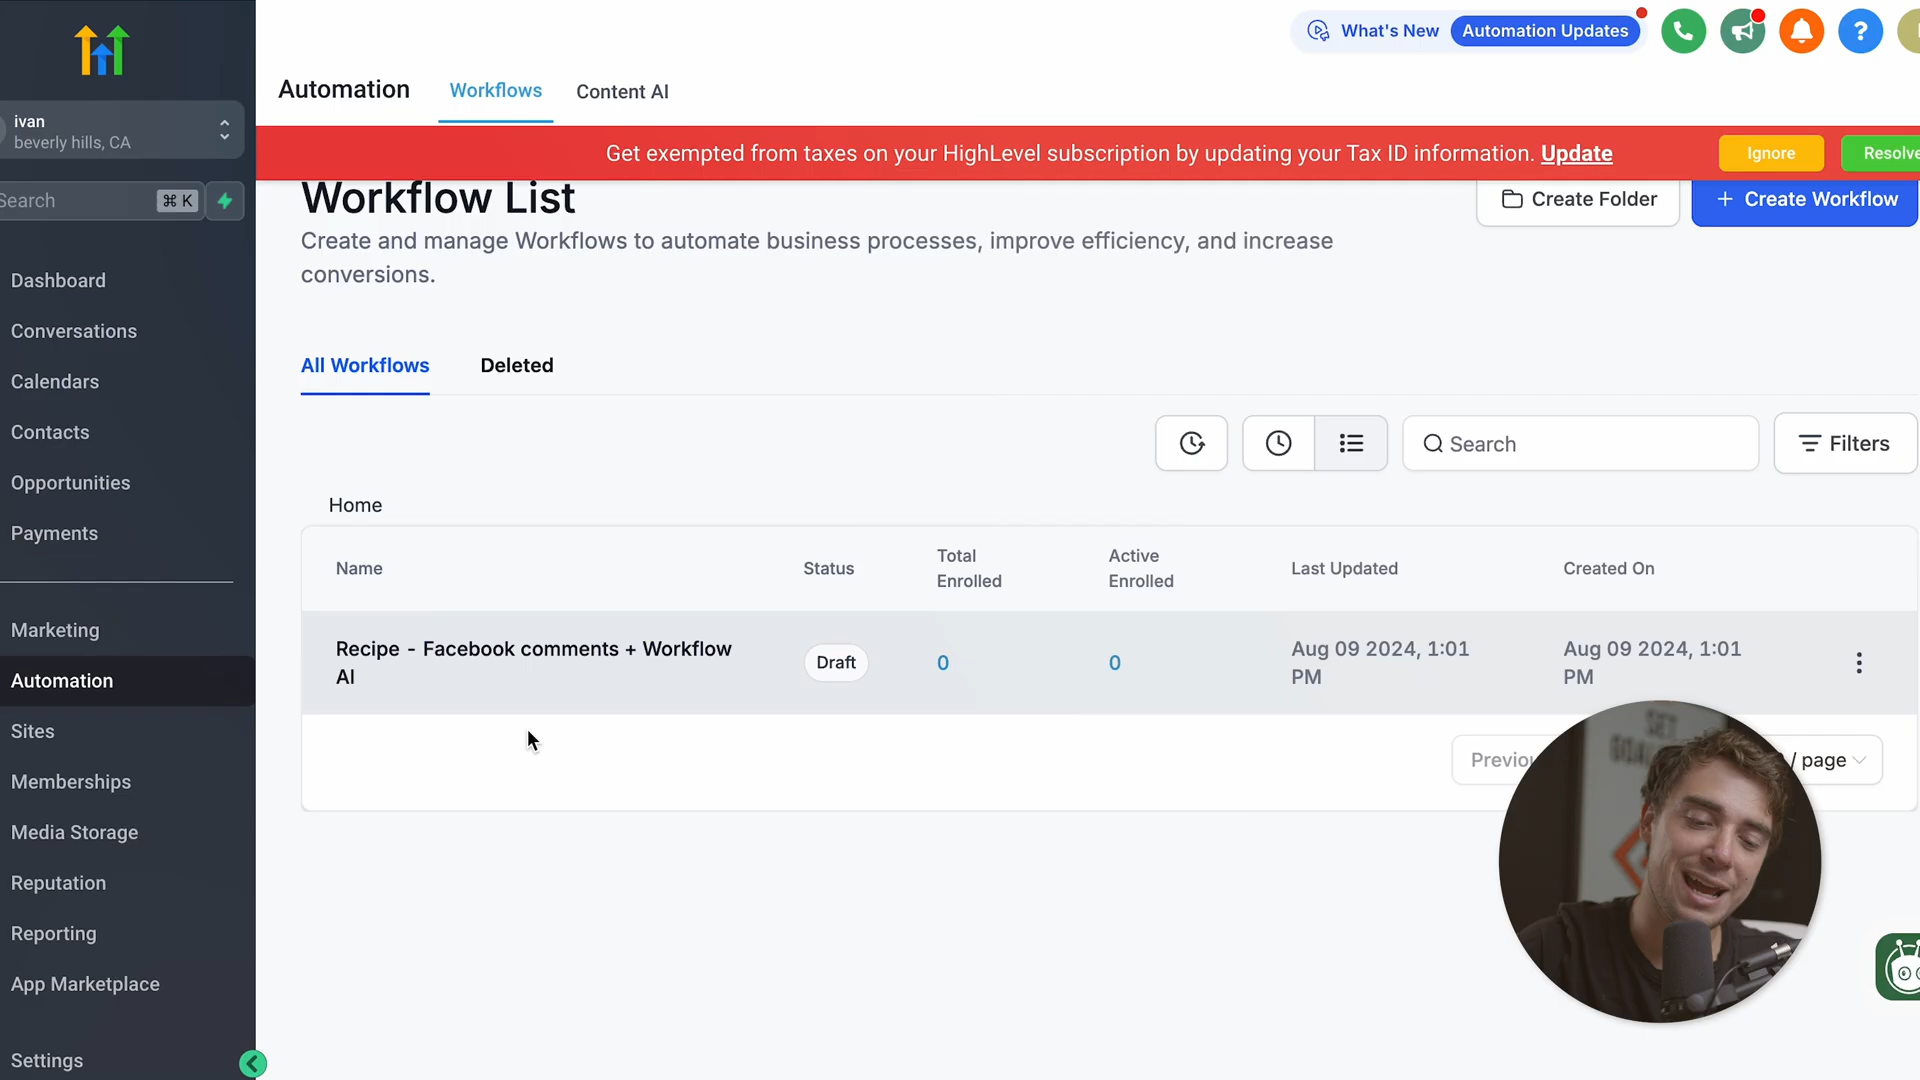 What's New
Automation Updates
Automation
Workflows
Content AI
ivan
beverly hills, CA
Get exempted from taxes on your HighLevel subscription by updating your Tax ID information. Update
Ignore
Resolve
Search
⌘ K
Workflow List
Create Folder
+ Create Workflow
Create and manage Workflows to automate business processes, improve efficiency, and increase
conversions.
Dashboard
Conversations
Calendars
Contacts
Opportunities
Payments
Marketing
Automation
Sites
Memberships
Media Storage
Reputation
Reporting
App Marketplace
Settings
All Workflows
Deleted
Search
Filters
Home
Name
Status
Total
Enrolled
Active
Enrolled
Last Updated
Created On
Recipe - Facebook comments + Workflow
AI
Draft
0
0
Aug 09 2024, 1:01
PM
Aug 09 2024, 1:01
PM
Previou
/ page
SET